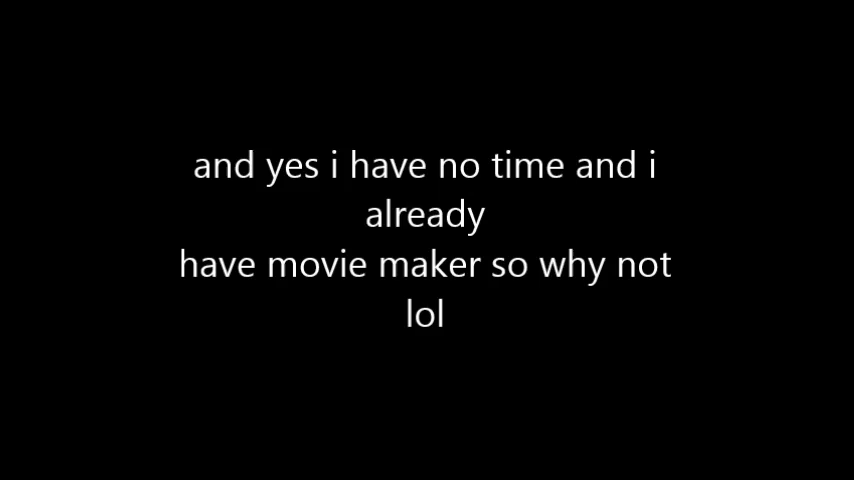 and yes i have no time and i
already
have movie maker so why not
lol